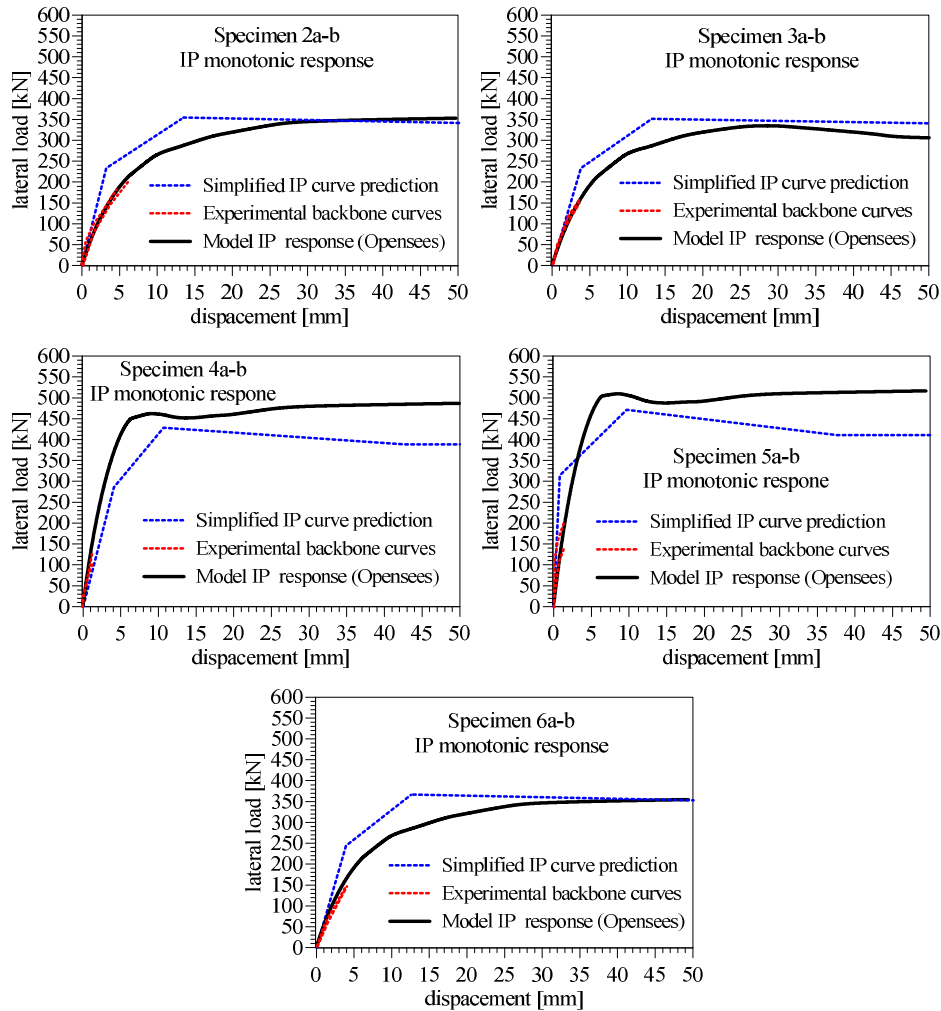 600
550
500
450
400
350
300
250
200
150
100
50
0
lateral load [kN]
Specimen 2a-b
IP monotonic response
Simplified IP curve prediction
Experimental backbone curves
Model IP response (Opensees)
0 5 10 15 20 25 30 35 40 45 50
dispacement [mm]
600
550
500
450
400
350
300
250
200
150
100
50
0
lateral load [kN]
Specimen 3a-b
IP monotonic response
Simplified IP curve prediction
Experimental backbone curves
Model IP response (Opensees)
0 5 10 15 20 25 30 35 40 45 50
dispacement [mm]
600
550
500
450
400
350
300
250
200
150
100
50
0
lateral load [kN]
Specimen 4a-b
IP monotonic respone
Simplified IP curve prediction
Experimental backbone curves
Model IP response (Opensees)
0 5 10 15 20 25 30 35 40 45 50
dispacement [mm]
600
550
500
450
400
350
300
250
200
150
100
50
0
lateral load [kN]
Specimen 5a-b
IP monotonic respone
Simplified IP curve prediction
Experimental backbone curves
Model IP response (Opensees)
0 5 10 15 20 25 30 35 40 45 50
dispacement [mm]
600
550
500
450
400
350
300
250
200
150
100
50
0
lateral load [kN]
Specimen 6a-b
IP monotonic response
Simplified IP curve prediction
Experimental backbone curves
Model IP response (Opensees)
0 5 10 15 20 25 30 35 40 45 50
dispacement [mm]